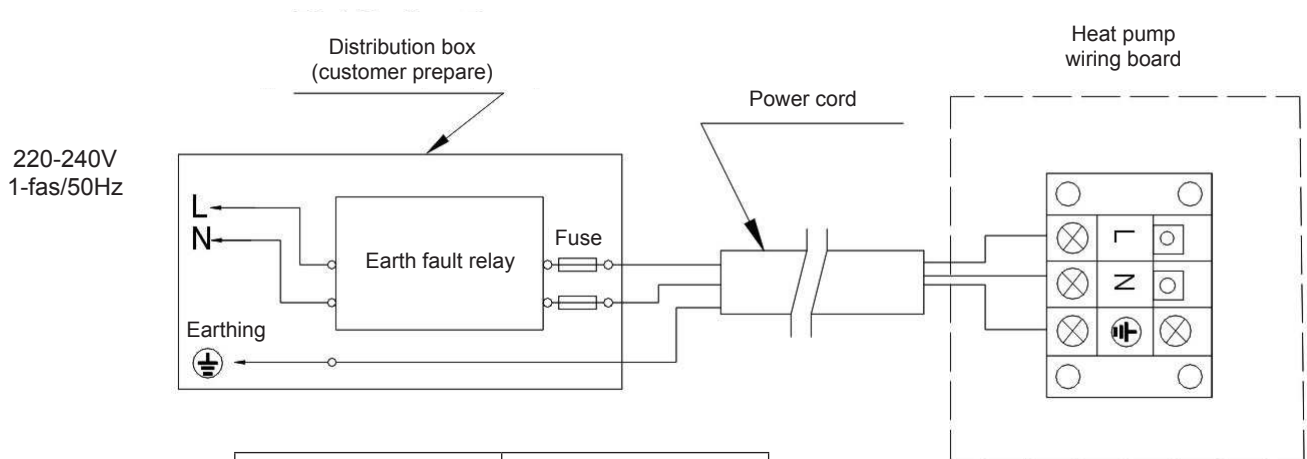 Distribution box
(customer prepare)
Heat pump
wiring board
Power cord
220-240V
1-fas/50Hz
L
N
Earth fault relay
Fuse
Earthing
L
N